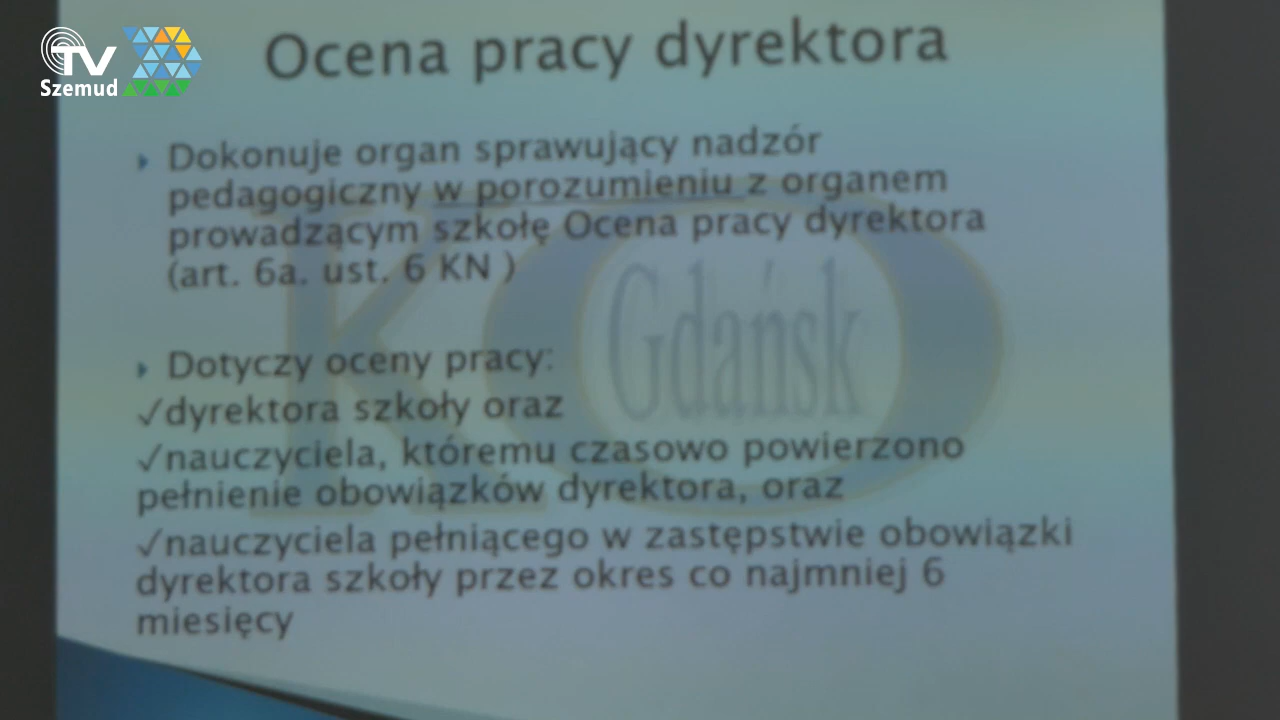 TV
Szemud
Ocena pracy dyrektora
Dokonuje organ sprawujący nadzór
pedagogiczny w porozumieniu z organem
prowadzącym szkołę Ocena pracy dyrektora
(art. 6a. ust. 6 KN )
KO
Gdańsk
Dotyczy oceny pracy:
✓dyrektora szkoły oraz
✓nauczyciela, któremu czasowo powierzono
pełnienie obowiązków dyrektora, oraz
✓nauczyciela pełniącego w zastępstwie obowiązki
dyrektora szkoły przez okres co najmniej 6
miesięcy